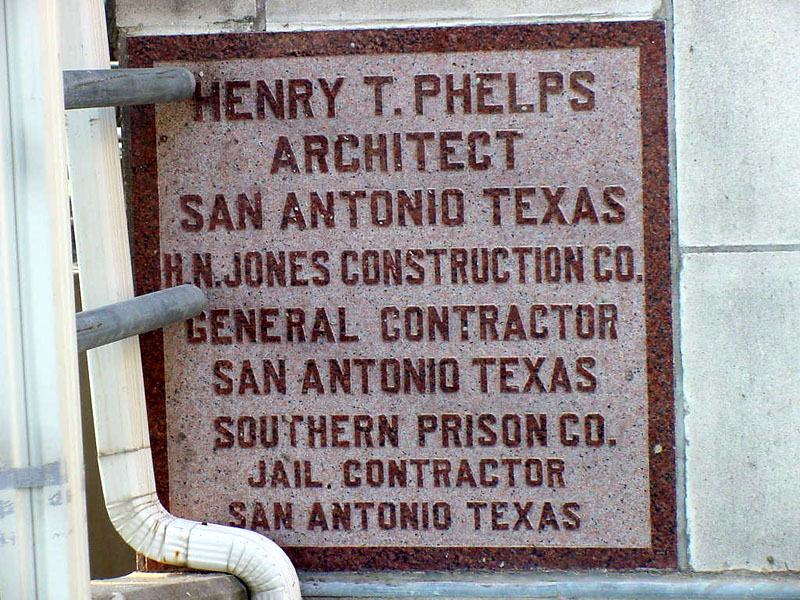 HENRY T. PHELPS
ARCHITECT
SAN ANTONIO TEXAS
H.N. JONES CONSTRUCTION CO.
GENERAL CONTRACTOR
SAN ANTONIO TEXAS
SOUTHERN PRISON CO.
JAIL. CONTRACTOR
SAN ANTONIO TEXAS